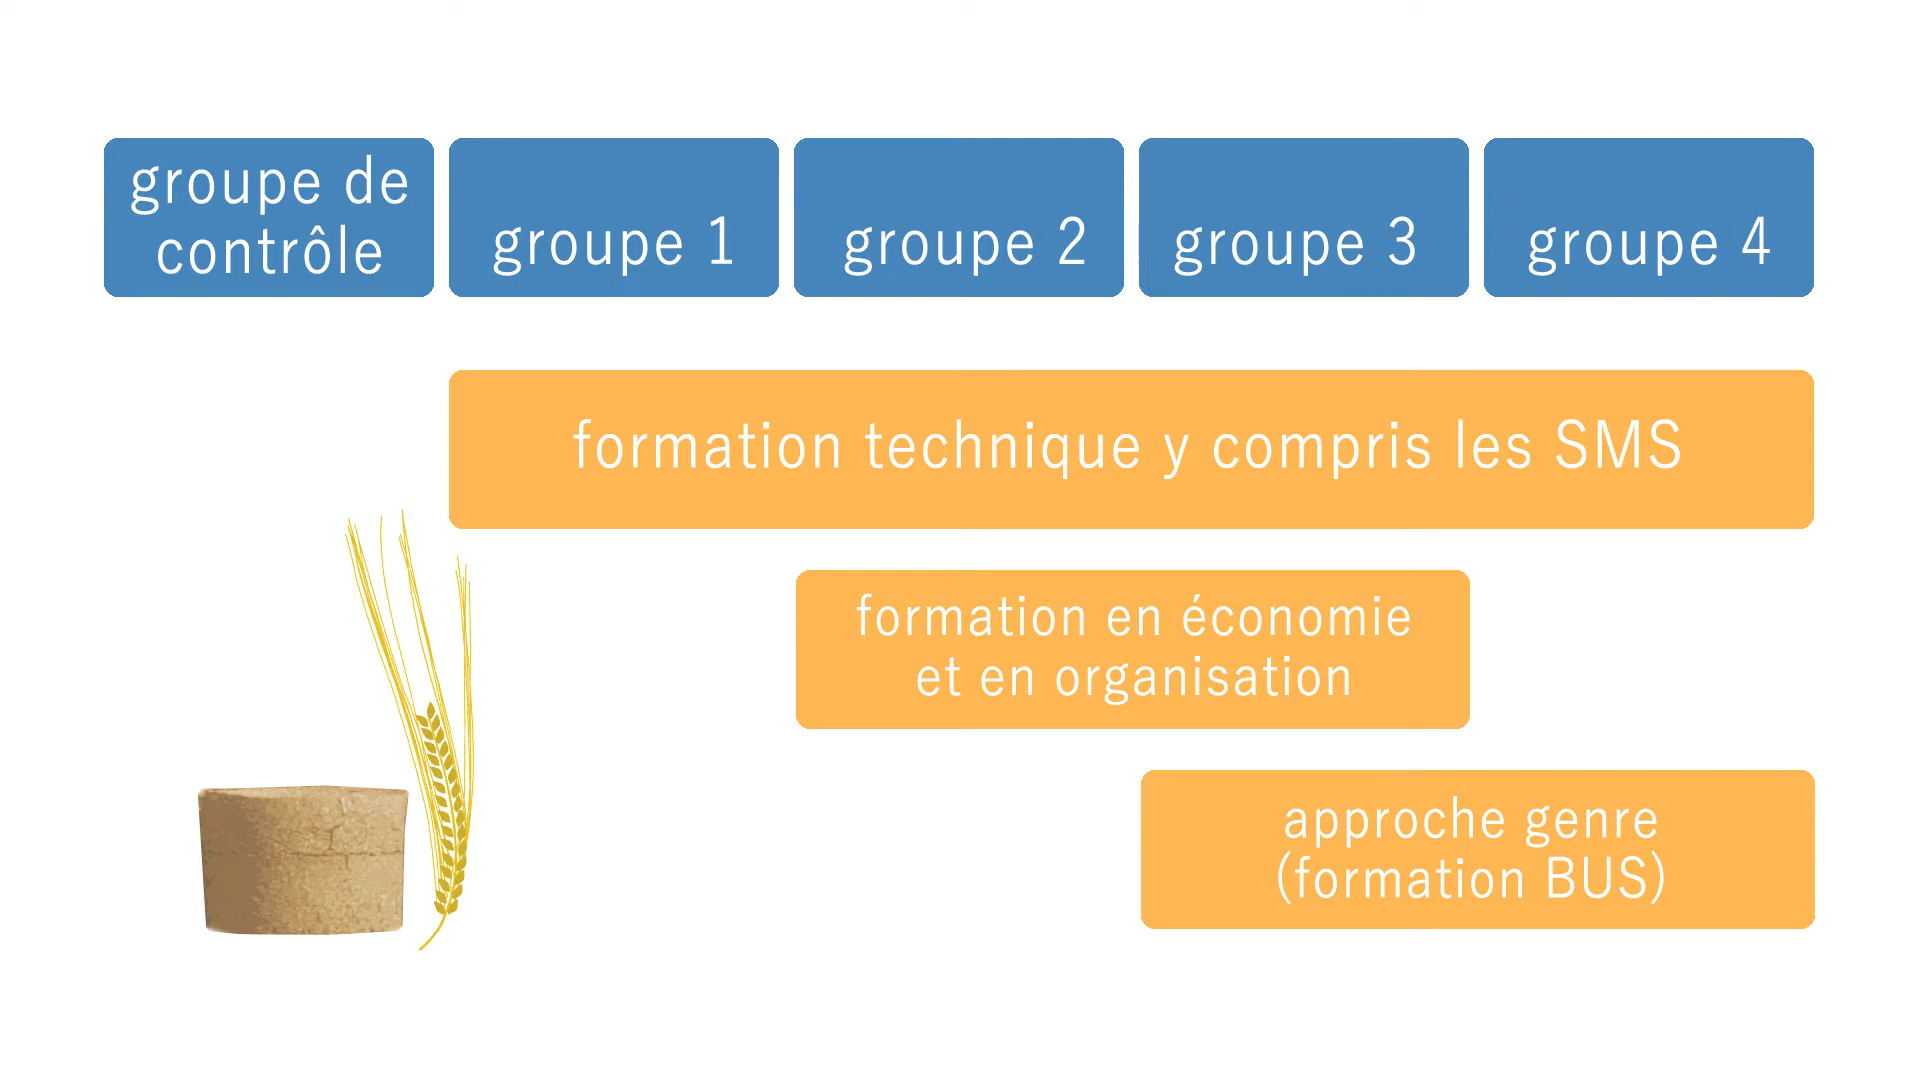 groupe de
contrôle
groupe 1
groupe 2
groupe 3
groupe 4
formation technique y compris les SMS
formation en économie
et en organisation
approche genre
(formation BUS)